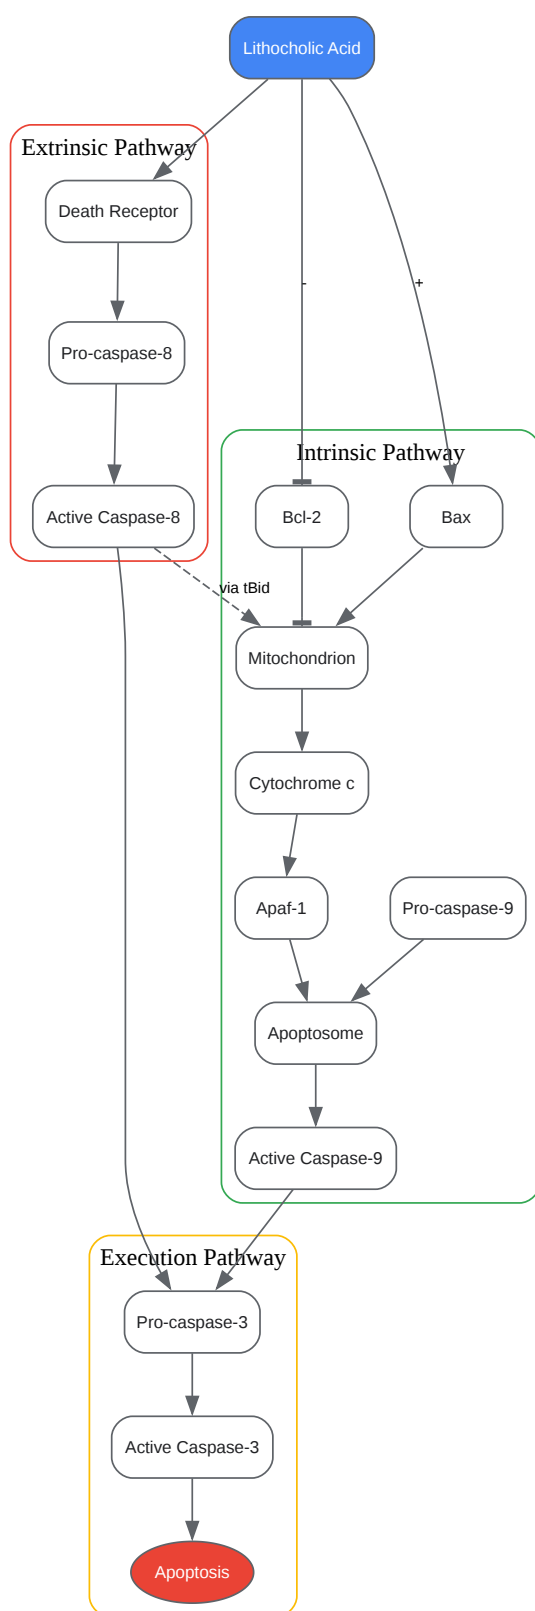 Lithocholic Acid
Extrinsic Pathway
Death Receptor
-
+
Pro-caspase-8
Intrinsic Pathway
Active Caspase-8
Bcl-2
Bax
via tBid
Mitochondrion
Cytochrome c
Apaf-1
Pro-caspase-9
Apoptosome
Active Caspase-9
Execution Pathway
Pro-caspase-3
Active Caspase-3
Apoptosis